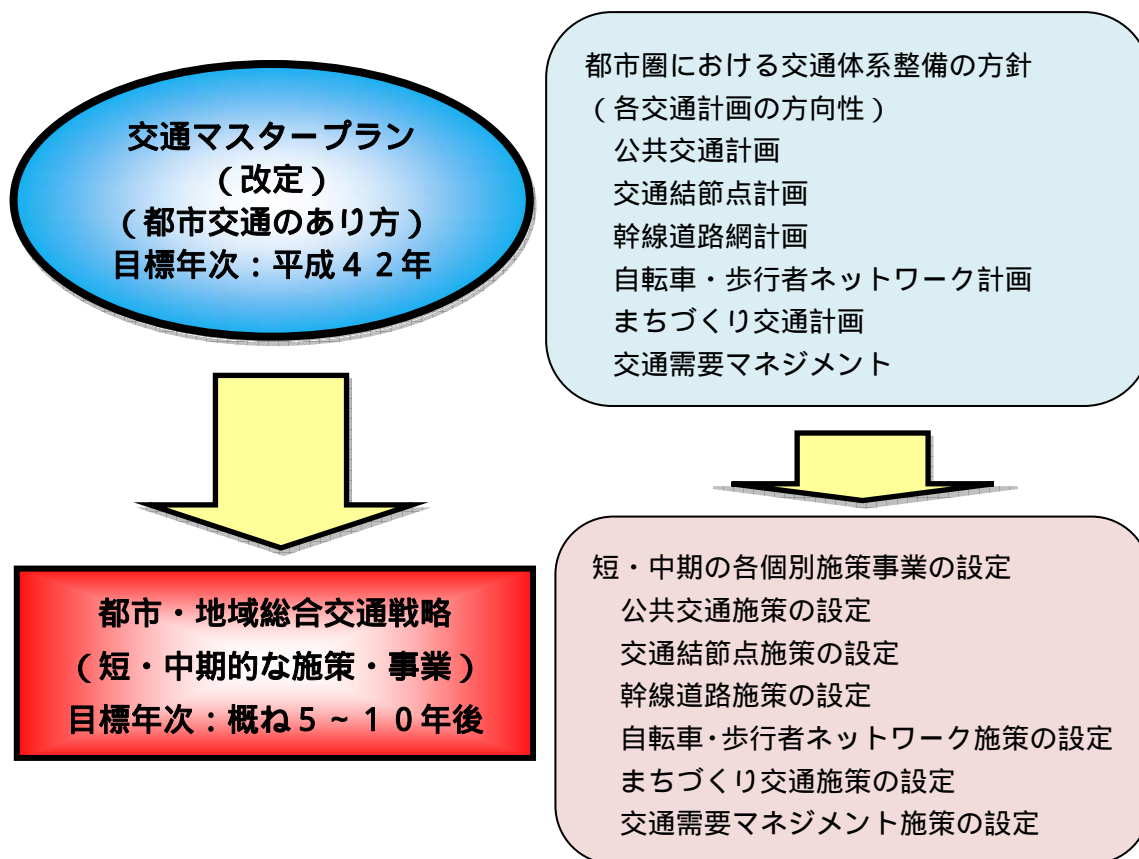 交通マスタープラン
（改定）
（都市交通のあり方）
目標年次：平成４２年
都市圏における交通体系整備の方針
（各交通計画の方向性）
公共交通計画
交通結節点計画
幹線道路網計画
自転車・歩行者ネットワーク計画
まちづくり交通計画
交通需要マネジメント
都市・地域総合交通戦略
（短・中期的な施策・事業）
目標年次：概ね５～１０年後
短・中期の各個別施策事業の設定
公共交通施策の設定
交通結節点施策の設定
幹線道路施策の設定
自転車・歩行者ネットワーク施策の設定
まちづくり交通施策の設定
交通需要マネジメント施策の設定